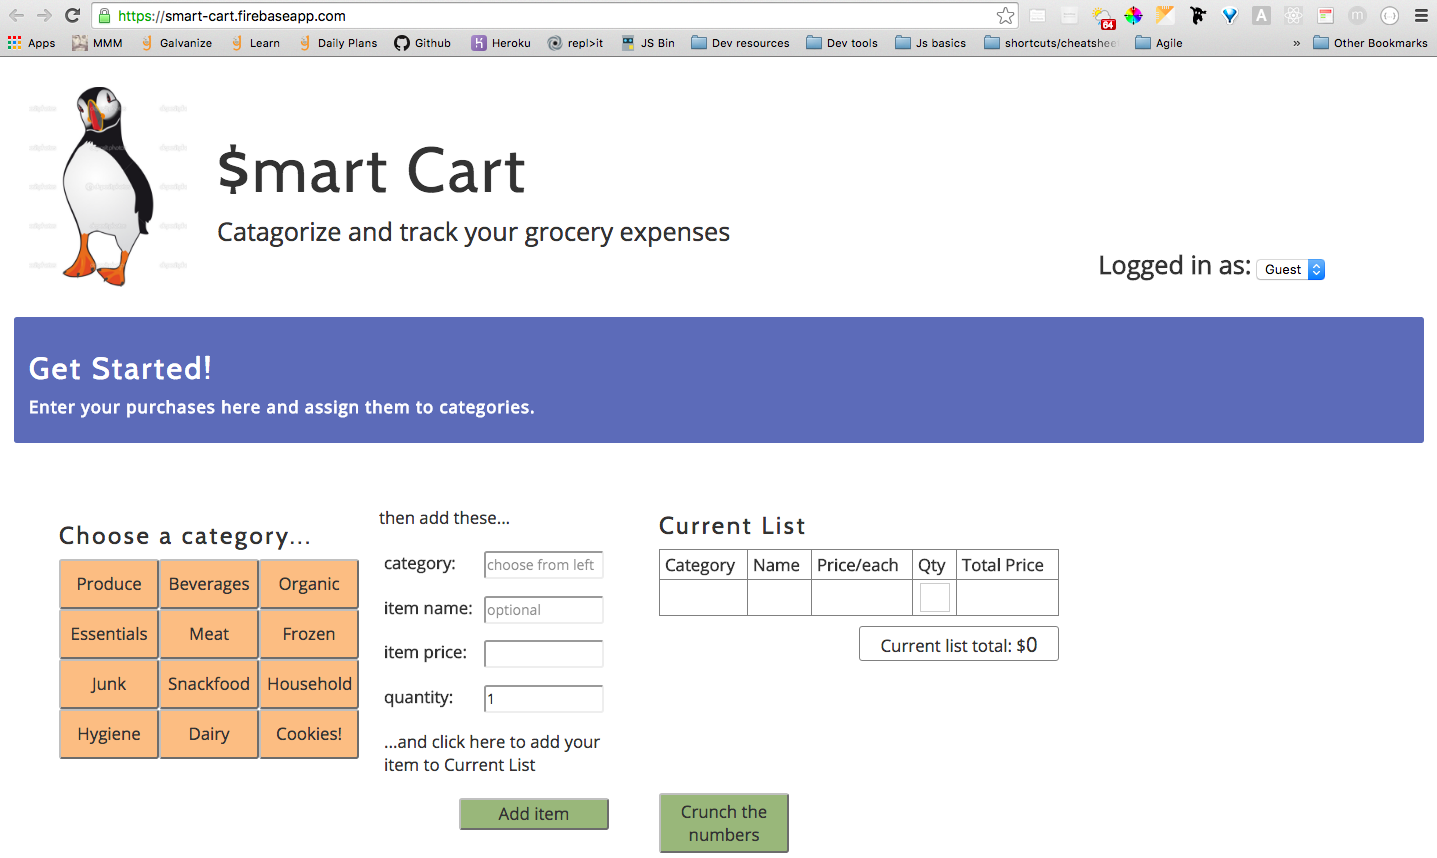 https://smart-cart.firebaseapp.com
84
A
m
Apps MMM Galvanize Learn Daily Plans Github Heroku repl>it JS Bin Dev resources Dev tools Js basics shortcuts/cheatshee Agile » Other Bookmarks
$mart Cart
Catagorize and track your grocery expenses
Logged in as: Guest
Get Started!
Enter your purchases here and assign them to categories.
Choose a category...
Produce Beverages Organic
Essentials Meat Frozen
Junk Snackfood Household
Hygiene Dairy Cookies!
then add these...
category: choose from left
item name: optional
item price:
quantity: 1
...and click here to add your
item to Current List
Add item
Current List
Category Name Price/each Qty Total Price
Current list total: $0
Crunch the
numbers